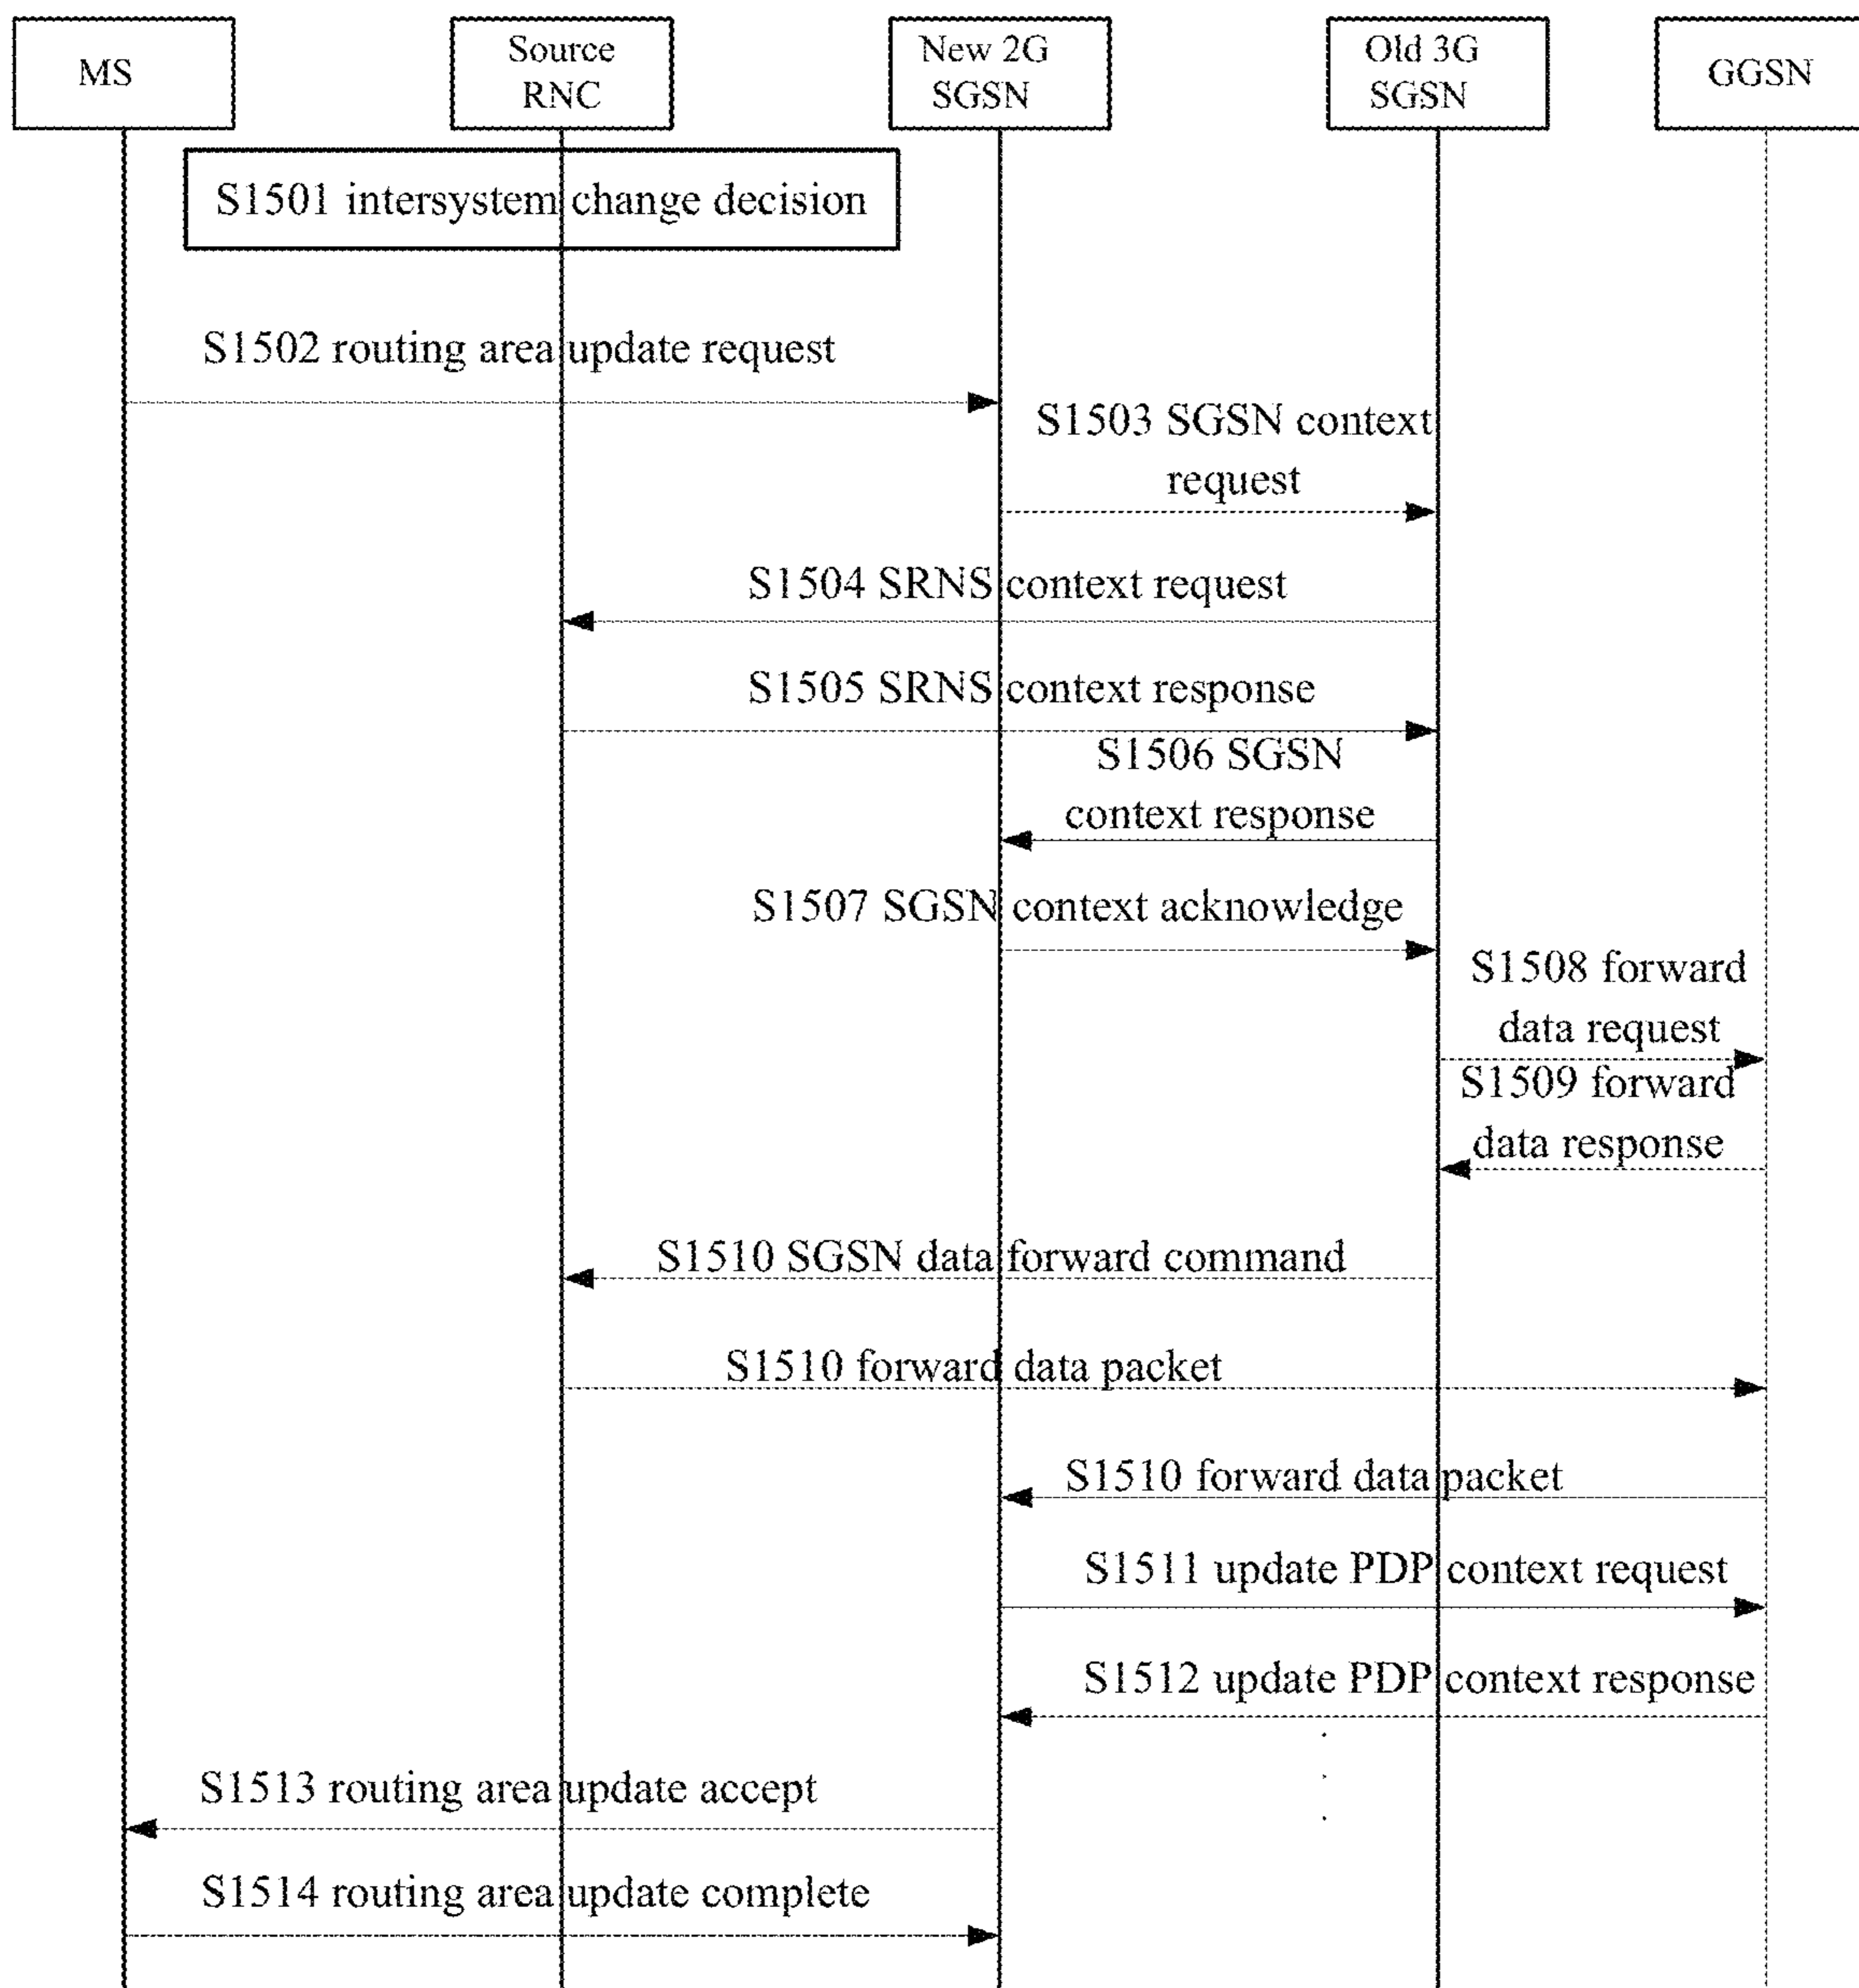 MS
Source
RNC
New 2G
SGSN
Old 3G
SGSN
GGSN
S1501 intersystem change decision
S1502 routing area update request
S1503 SGSN context
request
S1504 SRNS context request
S1505 SRNS context response
S1506 SGSN
context response
S1507 SGSN context acknowledge
S1508 forward
data request
S1509 forward
data response
S1510 SGSN data forward command
S1510 forward data packet
S1510 forward data packet
S1511 update PDP context request
S1512 update PDP context response
S1513 routing area update accept
S1514 routing area update complete